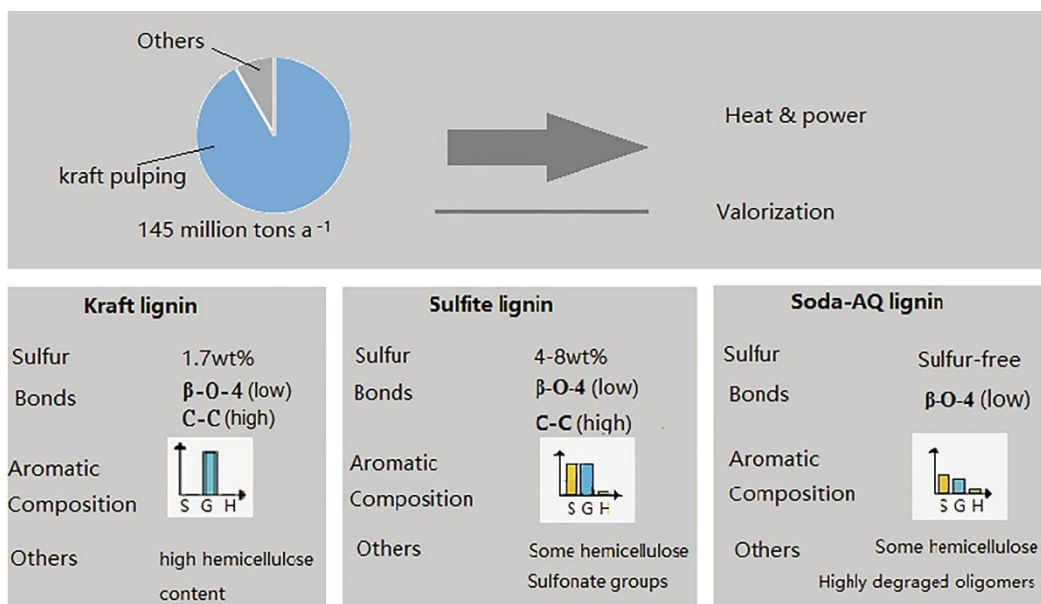 Others
kraft pulping
145 million tons a⁻¹
Heat & power
Valorization
Kraft lignin
Sulfur 1.7wt%
Bonds β-O-4 (low)
C-C (high)
Aromatic
Composition
S G H
Others high hemicellulose
content
Sulfite lignin
Sulfur 4-8wt%
Bonds β-O-4 (low)
C-C (high)
Aromatic
Composition
S G H
Others Some hemicellulose
Sulfonate groups
Soda-AQ lignin
Sulfur Sulfur-free
Bonds β-O-4 (low)
Aromatic
Composition
S G H
Others Some hemicellulose
Highly degraged oligomers